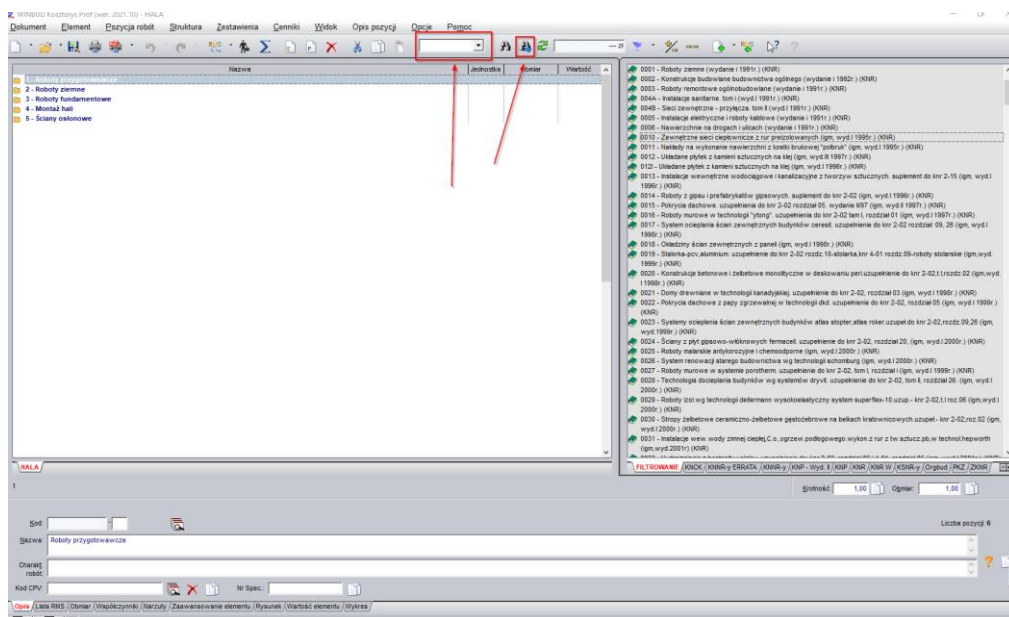 WINBUD Kosztorys Prof (wer. 2021.10) - HALA
Dokument Element Pozycja robót Struktura Zestawienia Cenniki Widok Opis pozycji Opcje Pomoc
Nazwa Jednostka Obmiar Wartość
1 - Roboty przygotowawcze
2 - Roboty ziemne
3 - Roboty fundamentowe
4 - Montaż hali
5 - Ściany osłonowe
0001 - Roboty ziemne (wydanie i 1991r.) (KNR)
0002 - Konstrukcje budowlane budownictwa ogólnego (wydanie i 1992r.) (KNR)
0003 - Roboty remontowe ogólnobudowlane (wydanie i 1991r.) (KNR)
004A - Instalacje sanitarne. tom i (wyd.I 1991r.) (KNR)
004B - Sieci zewnętrzne - przyłącza. tom II (wyd.I 1991r.) (KNR)
0005 - Instalacje elektryczne i roboty kablowe (wydanie i 1991r.) (KNR)
0006 - Nawierzchnie na drogach i ulicach (wydanie i 1991r.) (KNR)
0010 - Zewnętrzne sieci ciepłownicze z rur preizolowanych (igm, wyd.I 1995r.) (KNR)
0011 - Nakłady na wykonanie nawierzchni z kostki brukowej "polbruk" (igm, wyd.I 1995r.) (KNR)
0012 - Układane płytek z kamieni sztucznych na klej (igm, wyd.III 1997r.) (KNR)
012I - Układane płytek z kamieni sztucznych na klej (igm, wyd.I 1996r.) (KNR)
0013 - Instalacje wewnętrzne wodociągowe i kanalizacyjne z tworzyw sztucznych. suplement do knr 2-15 (igm, wyd.I
1996r.) (KNR)
0014 - Roboty z gipsu i prefabrykatów gipsowych. suplement do knr 2-02 (igm, wyd.I 1996r.) (KNR)
0015 - Pokrycia dachowe. uzupełnienia do knr 2-02 rozdział 05. wydanie II/97 (igm, wyd.II 1997r.) (KNR)
0016 - Roboty murowe w technologii "ytong". uzupełnienia do knr 2-02 tom I, rozdział 01 (igm, wyd.I 1997r.) (KNR)
0017 - System ocieplania ścian zewnętrznych budynków ceresit. uzupełnienie do knr 2-02 rozdział 09, 26 (igm, wyd.I
1998r.) (KNR)
0018 - Okładziny ścian zewnętrznych z paneli (igm, wyd.I 1998r.) (KNR)
0019 - Stalorka-pcv,aluminium. uzupełnienie do knr 2-02 rozdz.10-stolarka,knr 4-01 rozdz.09-roboty stolarskie (igm,wyd.
1999r.) (KNR)
0020 - Konstrukcje betonowe i żelbetowe monolityczne w deskowaniu peri.uzupełnienie do knr 2-02,t.I,rozdz.02 (igm,wyd.
I 1998r.) (KNR)
0021 - Domy drewniane w technologii kanadyjskiej. uzupełnienie do knr 2-02, rozdział 03 (igm, wyd.I 1998r.) (KNR)
0022 - Pokrycia dachowe z papy zgrzewalnej w technologii dkd. uzupełnienie do knr 2-02, rozdział 05 (igm, wyd.I 1999r.)
(KNR)
0023 - Systemy ocieplenia ścian zewnętrznych budynków atlas stopter,atlas roker.uzupeł.do knr 2-02,rozdz.09,26 (igm,
wyd.1999r.) (KNR)
0024 - Ściany z płyt gipsowo-włóknowych fermacell. uzupełnienie do knr 2-02, rozdział 20, (igm, wyd.I 2000r.) (KNR)
0025 - Roboty malarskie antykorozyjne i chemoodporne (igm, wyd.I 2000r.) (KNR)
0026 - System renowacji starego budownictwa wg technologii schomburg (igm, wyd.I 2000r.) (KNR)
0027 - Roboty murowe w systemie porotherm. uzupełnienie do knr 2-02, tom I, rozdział i (igm, wyd.I 1999r.) (KNR)
0028 - Technologia docieplania budynków wg systemów dryvit. uzupełnienie do knr 2-02, tom II, rozdział 26. (igm, wyd.I
2000r.) (KNR)
0029 - Roboty izol.wg technologii deitermann wysokoelastyczny system superflex-10.uzup.- knr 2-02,t.I roz.06 (igm,wyd.I
2000r.) (KNR)
0030 - Stropy żelbetowe ceramiczno-żelbetowe gęstożebrowe na belkach kratownicowych.uzupeł.- knr 2-02,roz.02 (igm,
wyd.I 2000r.) (KNR)
0031 - Instalacje wew.wody zimnej ciepłej,C.o.,ogrzew.podłogowego.wykon.z rur z tw.sztucz.pb,w technol.hepworth
(igm,wyd.2001r) (KNR)
HALA
FILTROWANIE KNCK KNNR-y ERRATA KNNR-y KNP - Wyd. II KNP KNR KNR W KSNR-y Orgbud PKZ ZKNR
1
Krotność: 1,00 Obmiar: 1,00
Kod: -
Liczba pozycji: 6
Nazwa: Roboty przygotowawcze
Charakt. robót:
Kod CPV: Nr Spec.:
Opis Lista RMS Obmiar Współczynniki Narzuty Zaawansowanie elementu Rysunek Wartość elementu Wykres